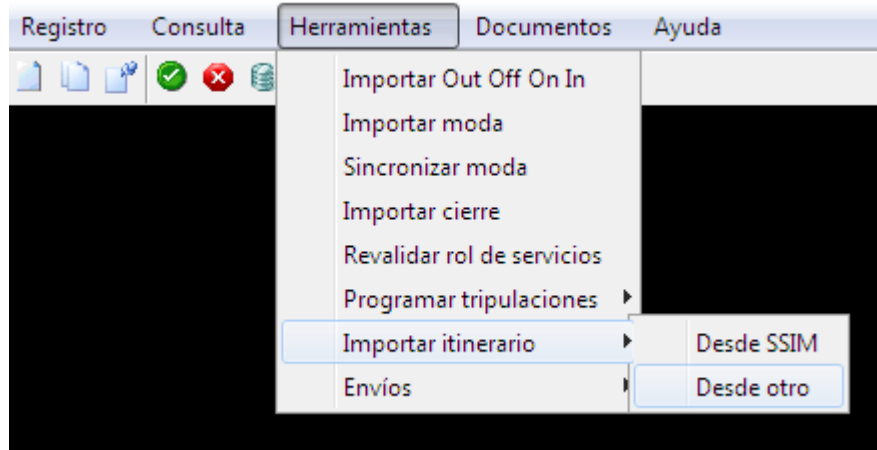 Registro Consulta Herramientas Documentos Ayuda
Importar Out Off On In
Importar moda
Sincronizar moda
Importar cierre
Revalidar rol de servicios
Programar tripulaciones
Importar itinerario
Desde SSIM
Envíos
Desde otro